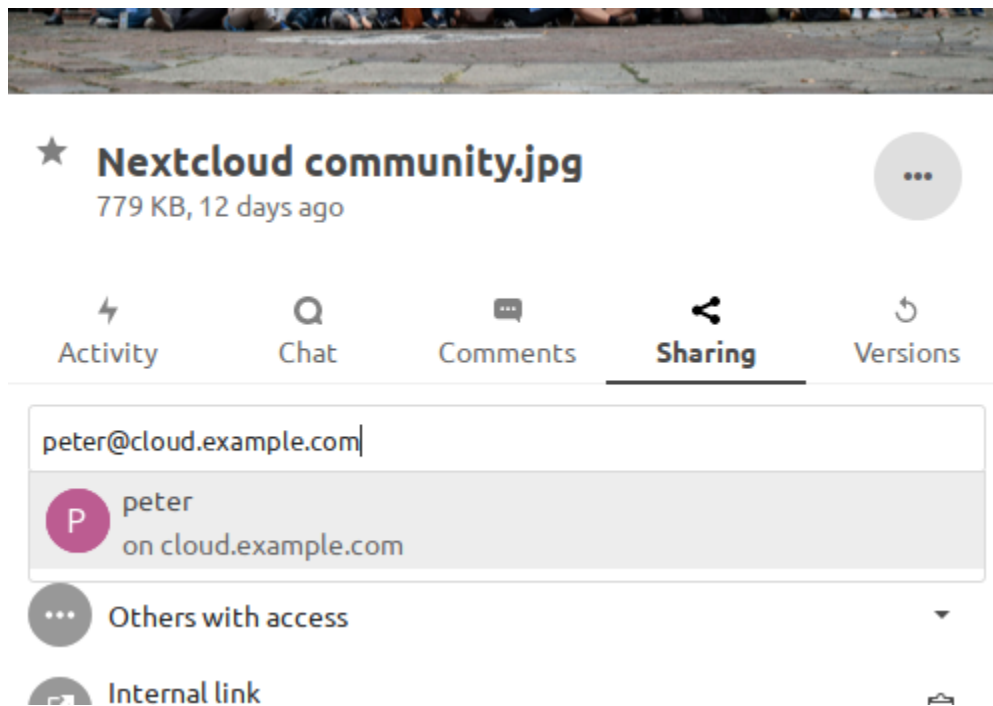 Nextcloud community.jpg
779 KB, 12 days ago
Activity
Chat
Comments
Sharing
Versions
peter@cloud.example.com
P
peter
on cloud.example.com
Others with access
Internal link